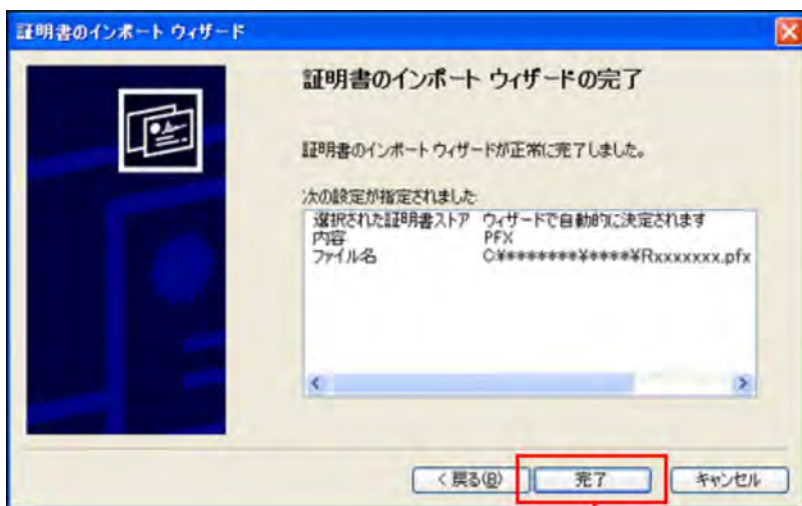 証明書のインポート ウィザード
証明書のインポート ウィザードの完了
証明書のインポート ウィザードが正常に完了しました。
次の設定が指定されました
選択された証明書ストア ウィザードで自動的に決定されます
内容 PFX
ファイル名 C¥********¥****¥Rxxxxxxx.pfx
< 戻る(B)
完了
キャンセル